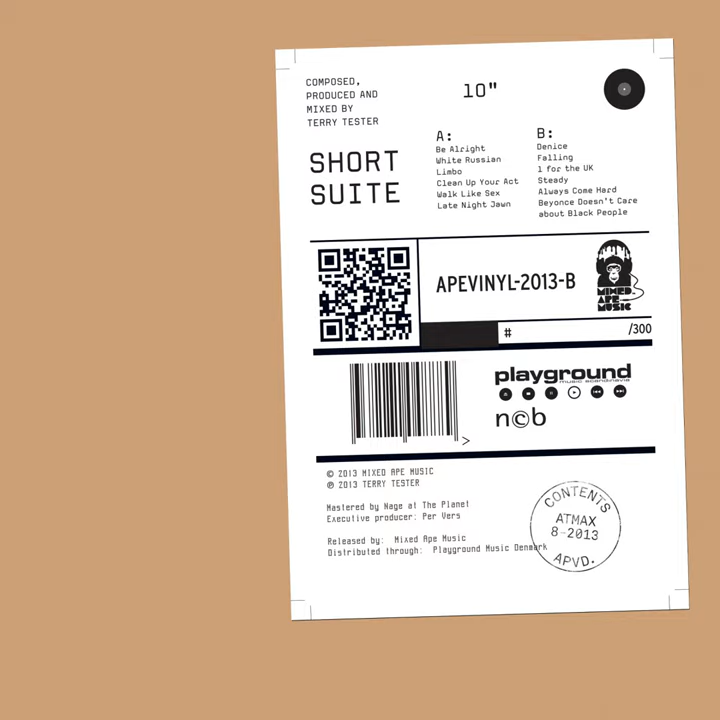 COMPOSED,
PRODUCED AND
MIXED BY
TERRY TESTER
10"
SHORT
SUITE
A:
Be Alright
White Russian
Limbo
Clean Up Your Act
Walk Like Sex
Late Night Jawn
B:
Denice
Falling
1 for the UK
Steady
Always Come Hard
Beyonce Doesn't Care
about Black People
APEVINYL-2013-B
MIXED
APE
MUSIC
#
/300
playground
music scandinavia
n©b
>
© 2013 MIXED APE MUSIC
℗ 2013 TERRY TESTER
Mastered by Nage at The Planet
Executive producer: Per Vers
Released by: Mixed Ape Music
Distributed through: Playground Music Denmark
CONTENTS
ATMAX
8-2013
APVD.